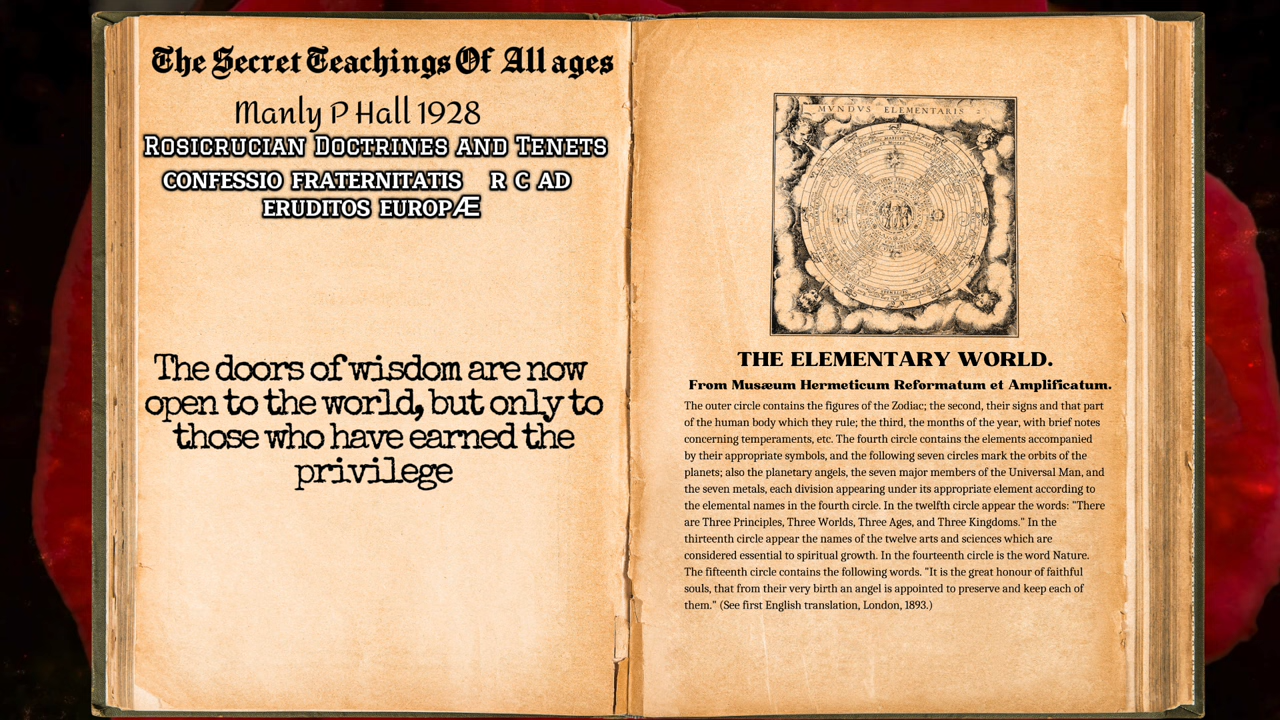 The Secret Teachings Of All ages
Manly P Hall 1928
ROSICRUCIAN DOCTRINES AND TENETS
CONFESSIO FRATERNITATIS R C AD
ERUDITOS EUROPÆ
The doors of wisdom are now
open to the world, but only to
those who have earned the
privilege
MVNDVS ELEMENTARIS
THE ELEMENTARY WORLD.
From Musæum Hermeticum Reformatum et Amplificatum.
The outer circle contains the figures of the Zodiac; the second, their signs and that part
of the human body which they rule; the third, the months of the year, with brief notes
concerning temperaments, etc. The fourth circle contains the elements accompanied
by their appropriate symbols, and the following seven circles mark the orbits of the
planets; also the planetary angels, the seven major members of the Universal Man, and
the seven metals, each division appearing under its appropriate element according to
the elemental names in the fourth circle. In the twelfth circle appear the words: "There
are Three Principles, Three Worlds, Three Ages, and Three Kingdoms." In the
thirteenth circle appear the names of the twelve arts and sciences which are
considered essential to spiritual growth. In the fourteenth circle is the word Nature.
The fifteenth circle contains the following words. "It is the great honour of faithful
souls, that from their very birth an angel is appointed to preserve and keep each of
them." (See first English translation, London, 1893.)